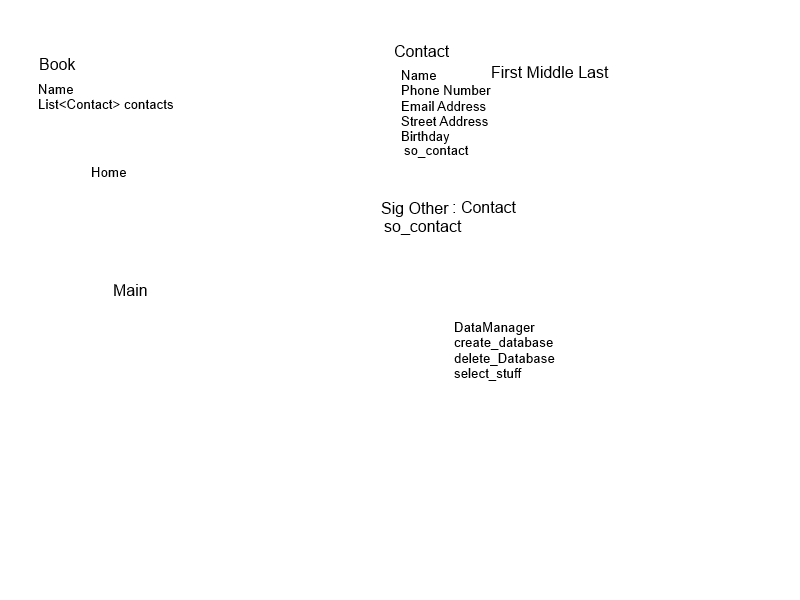 Book
Name
List<Contact> contacts
Home
Main
Contact
Name
First Middle Last
Phone Number
Email Address
Street Address
Birthday
so_contact
Sig Other : Contact
so_contact
DataManager
create_database
delete_Database
select_stuff